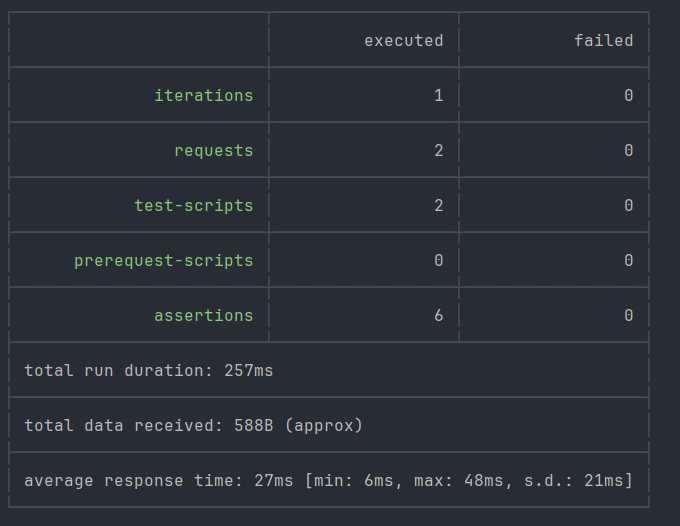 executed failed
iterations 1 0
requests 2 0
test-scripts 2 0
prerequest-scripts 0 0
assertions 6 0
total run duration: 257ms
total data received: 588B (approx)
average response time: 27ms [min: 6ms, max: 48ms, s.d.: 21ms]